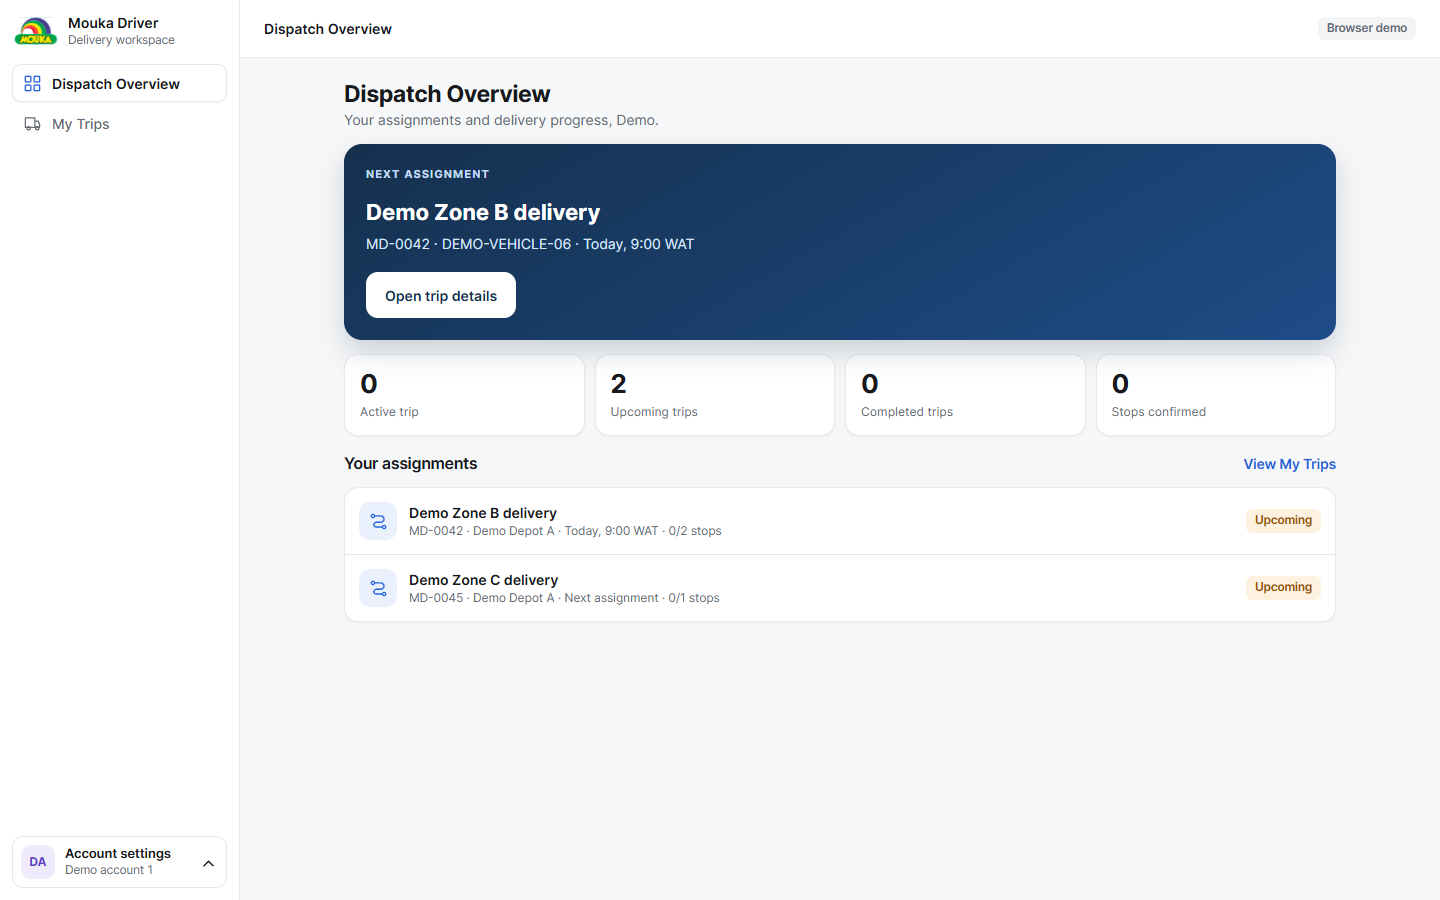 MOUKA
Mouka Driver
Delivery workspace
Dispatch Overview
My Trips
Account settings
DA
Demo account 1
Dispatch Overview
Browser demo
Dispatch Overview
Your assignments and delivery progress, Demo.
NEXT ASSIGNMENT
Demo Zone B delivery
MD-0042 · DEMO-VEHICLE-06 · Today, 9:00 WAT
Open trip details
0
Active trip
2
Upcoming trips
0
Completed trips
0
Stops confirmed
Your assignments
View My Trips
Demo Zone B delivery
MD-0042 · Demo Depot A · Today, 9:00 WAT · 0/2 stops
Upcoming
Demo Zone C delivery
MD-0045 · Demo Depot A · Next assignment · 0/1 stops
Upcoming